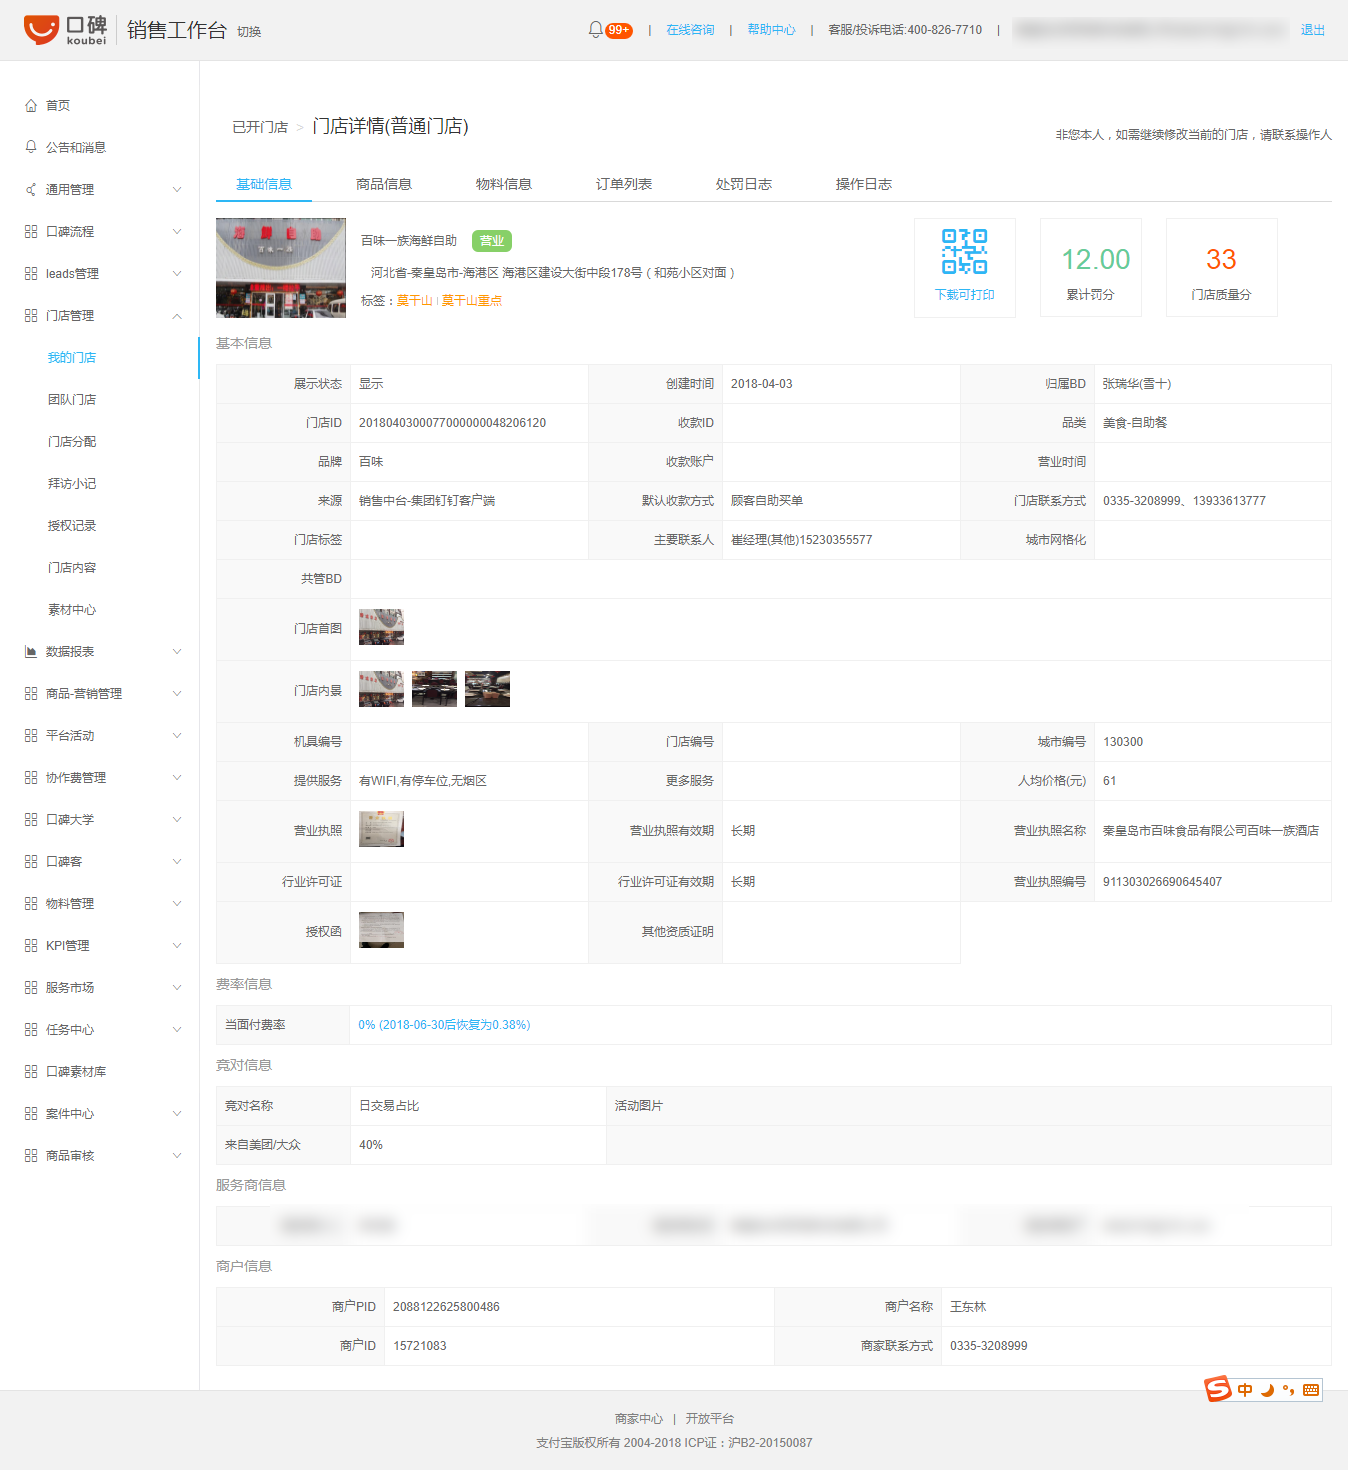 口碑 koubei 销售工作台 切换
99+ | 在线咨询 | 帮助中心 | 客服/投诉电话:400-826-7710 | 退出
首页
公告和消息
通用管理
口碑流程
leads管理
门店管理
我的门店
团队门店
门店分配
拜访小记
授权记录
门店内容
素材中心
数据报表
商品-营销管理
平台活动
协作费管理
口碑大学
口碑客
物料管理
KPI管理
服务市场
任务中心
口碑素材库
案件中心
商品审核
已开门店 > 门店详情(普通门店)
非您本人，如需继续修改当前的门店，请联系操作人
基础信息 商品信息 物料信息 订单列表 处罚日志 操作日志
海鲜自助
百味一族
百味一族海鲜自助 营业
河北省-秦皇岛市-海港区 海港区建设大街中段178号（和苑小区对面）
标签：莫干山 | 莫干山重点
下载可打印
12.00
累计罚分
33
门店质量分
基本信息
展示状态 显示 创建时间 2018-04-03 归属BD 张瑞华(雪十)
门店ID 2018040300077000000048206120 收款ID 品类 美食-自助餐
品牌 百味 收款账户 营业时间
来源 销售中台-集团钉钉客户端 默认收款方式 顾客自助买单 门店联系方式 0335-3208999、13933613777
门店标签 主要联系人 崔经理(其他)15230355577 城市网格化
共管BD
门店首图
门店内景
机具编号 门店编号 城市编号 130300
提供服务 有WIFI,有停车位,无烟区 更多服务 人均价格(元) 61
营业执照 营业执照有效期 长期 营业执照名称 秦皇岛市百味食品有限公司百味一族酒店
行业许可证 行业许可证有效期 长期 营业执照编号 911303026690645407
授权函 其他资质证明
费率信息
当面付费率 0% (2018-06-30后恢复为0.38%)
竞对信息
竞对名称 日交易占比 活动图片
来自美团/大众 40%
服务商信息
商户信息
商户PID 2088122625800486 商户名称 王东林
商户ID 15721083 商家联系方式 0335-3208999
S 中
商家中心 | 开放平台
支付宝版权所有 2004-2018 ICP证：沪B2-20150087